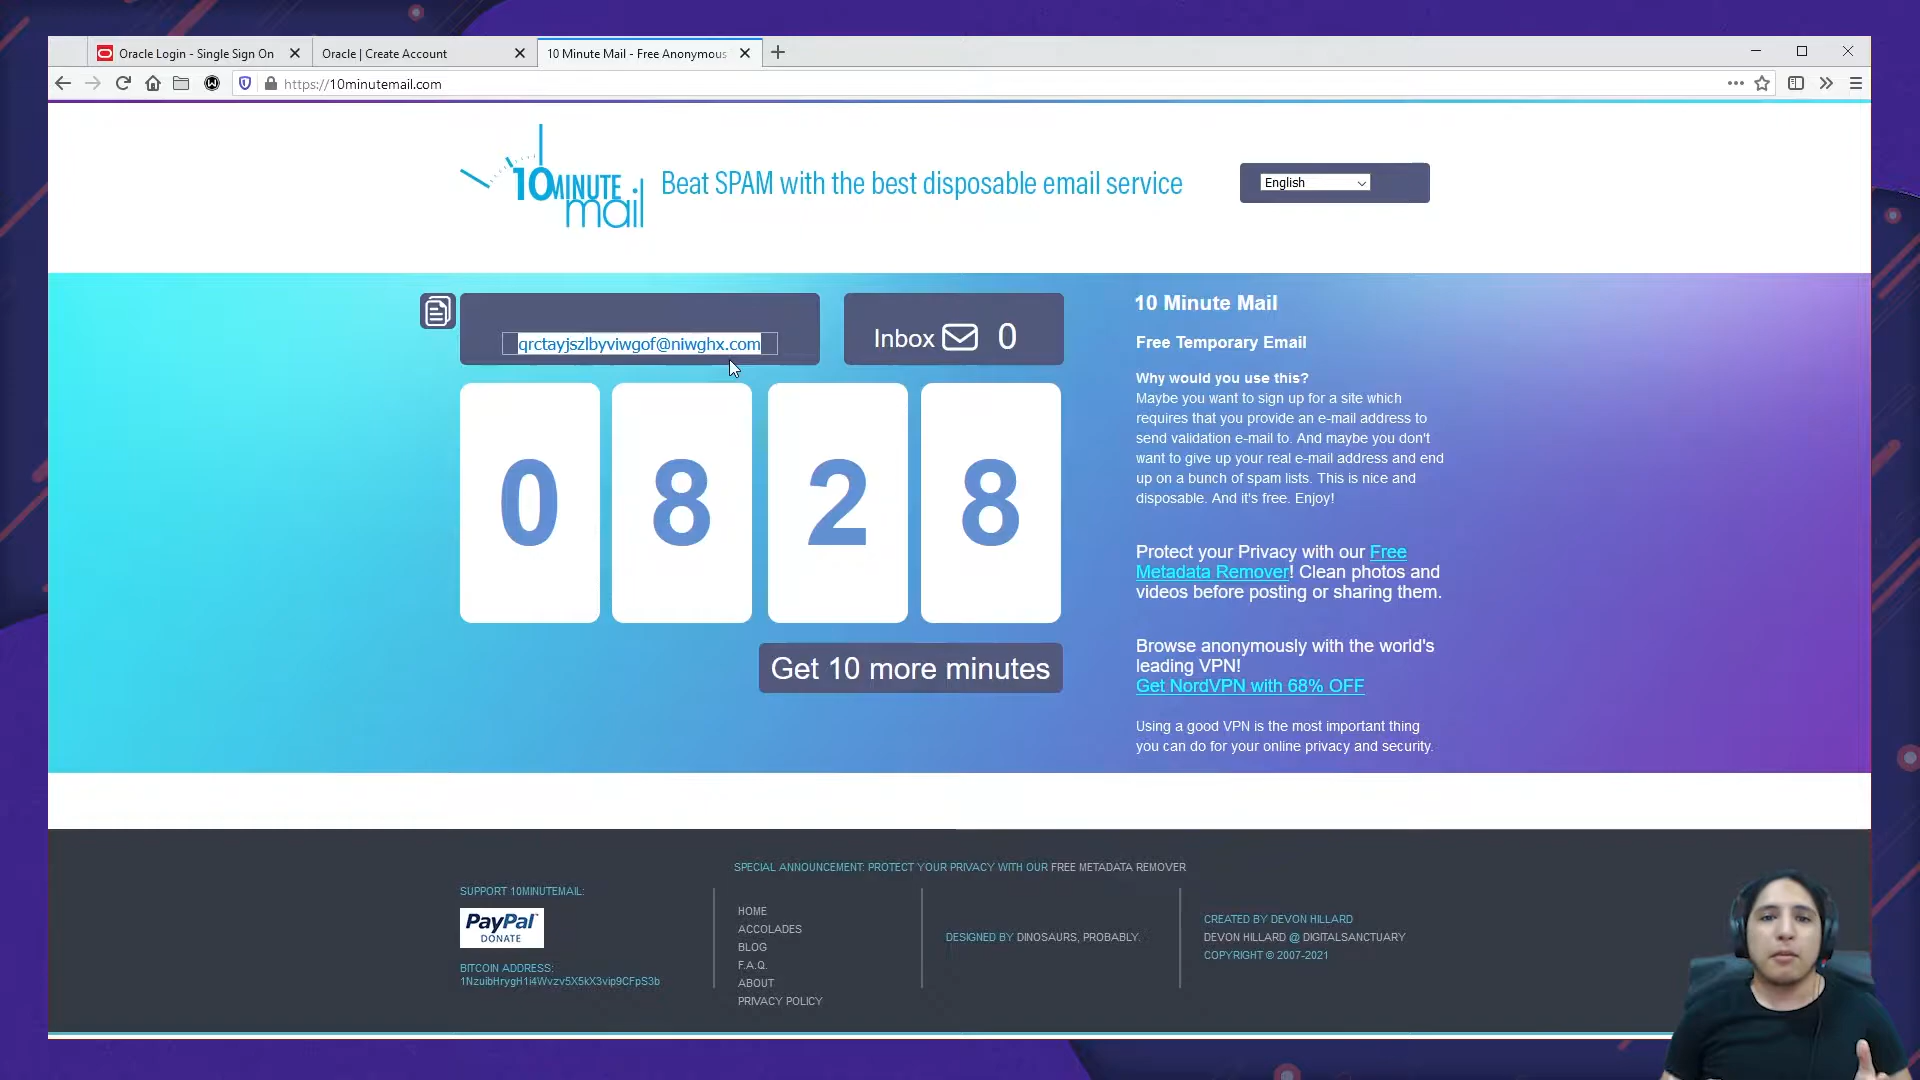 Oracle Login - Single Sign On
Oracle | Create Account
10 Minute Mail - Free Anonymous
https://10minutemail.com
10 MINUTE mail
Beat SPAM with the best disposable email service
English
qrctayjszlbyviwgof@niwghx.com
Inbox 0
0 8 2 8
Get 10 more minutes
10 Minute Mail
Free Temporary Email
Why would you use this?
Maybe you want to sign up for a site which
requires that you provide an e-mail address to
send validation e-mail to. And maybe you don't
want to give up your real e-mail address and end
up on a bunch of spam lists. This is nice and
disposable. And it's free. Enjoy!
Protect your Privacy with our Free
Metadata Remover! Clean photos and
videos before posting or sharing them.
Browse anonymously with the world's
leading VPN!
Get NordVPN with 68% OFF
Using a good VPN is the most important thing
you can do for your online privacy and security.
SPECIAL ANNOUNCEMENT: PROTECT YOUR PRIVACY WITH OUR FREE METADATA REMOVER
SUPPORT 10MINUTEMAIL:
PayPal
DONATE
BITCOIN ADDRESS:
1NzuibHrygH1i4Wvzv5X5kX3vip9CFpS3b
HOME
ACCOLADES
BLOG
F.A.Q.
ABOUT
PRIVACY POLICY
DESIGNED BY DINOSAURS, PROBABLY.
CREATED BY DEVON HILLARD
DEVON HILLARD @ DIGITALSANCTUARY
COPYRIGHT © 2007-2021